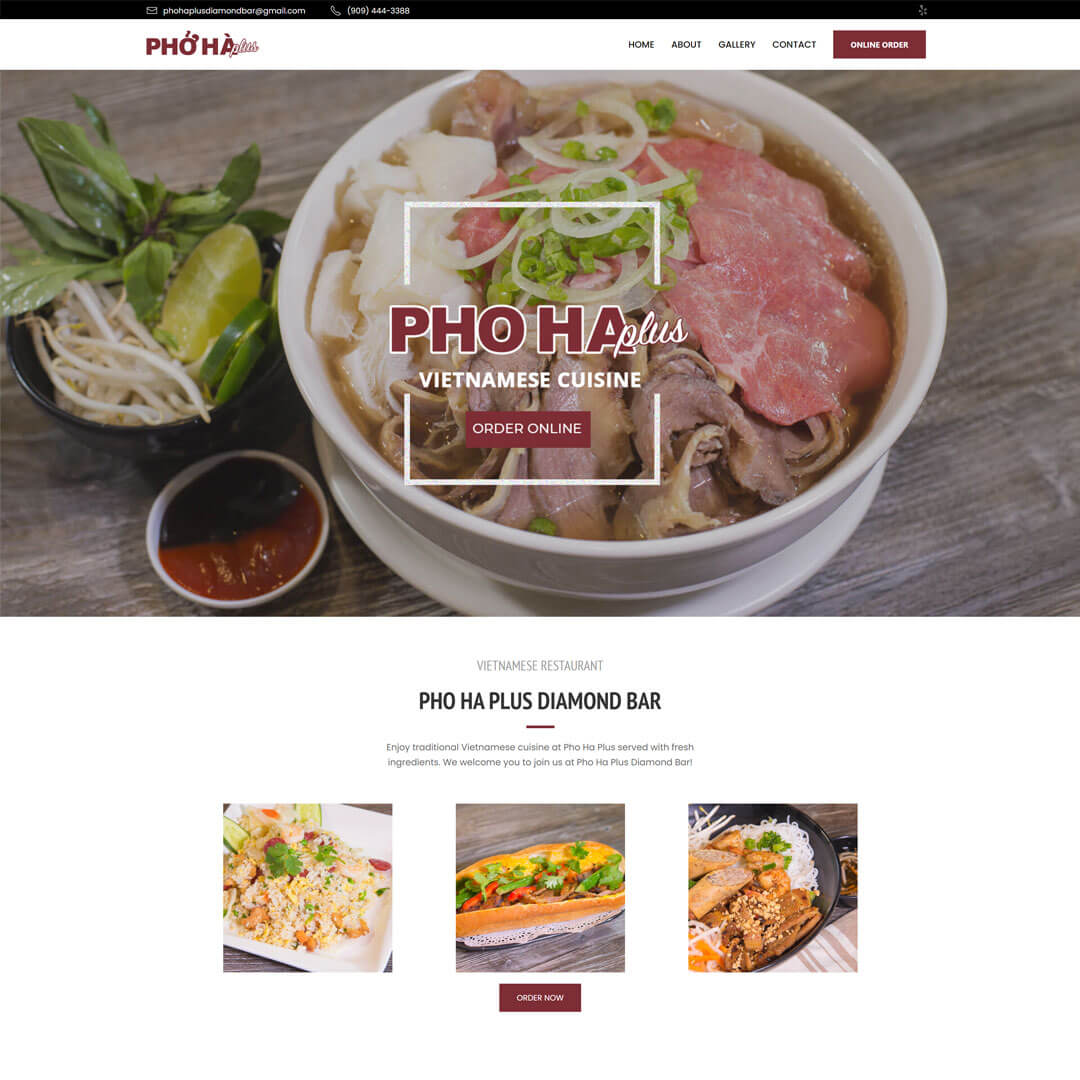 phohaplusdiamondbar@gmail.com (909) 444-3388
PHỞ HÀ plus
HOME ABOUT GALLERY CONTACT ONLINE ORDER
PHO HA plus
VIETNAMESE CUISINE
ORDER ONLINE
VIETNAMESE RESTAURANT
PHO HA PLUS DIAMOND BAR
Enjoy traditional Vietnamese cuisine at Pho Ha Plus served with fresh
ingredients. We welcome you to join us at Pho Ha Plus Diamond Bar!
ORDER NOW